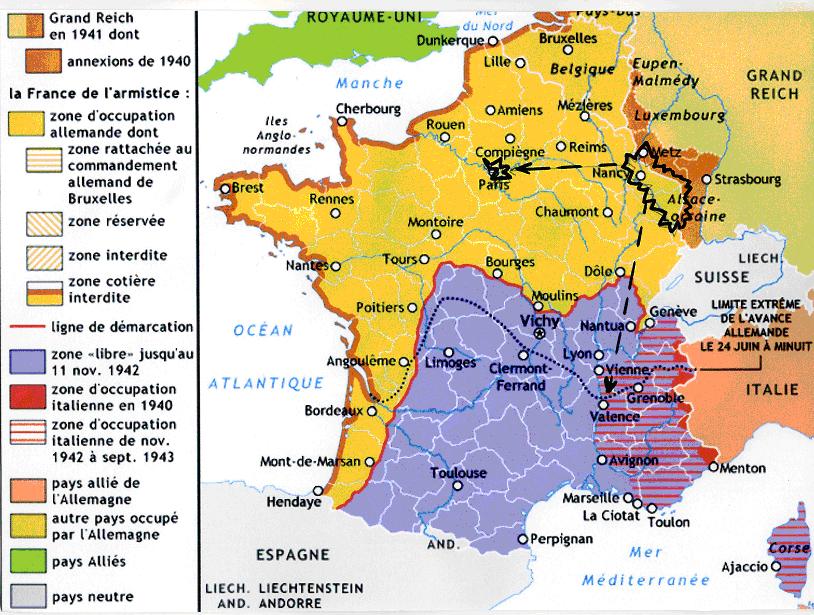 Grand Reich
en 1941 dont
annexions de 1940
la France de l'armistice :
zone d'occupation
allemande dont
zone rattachée au
commandement
allemand de
Bruxelles
zone réservée
zone interdite
zone cotière
interdite
ligne de démarcation
zone «libre» jusqu'au
11 nov. 1942
zone d'occupation
italienne en 1940
zone d'occupation
italienne de nov.
1942 à sept. 1943
pays allié de
l'Allemagne
autre pays occupé
par l'Allemagne
pays Alliés
pays neutre
ROYAUME-UNI
Mer
du Nord
Pays-Bas
Dunkerque
Bruxelles
Lille
Belgique
Eupen-
Malmédy
GRAND
REICH
Manche
Cherbourg
Amiens
Mézières
Luxembourg
Iles
Anglo-
normandes
Rouen
Compiègne
Reims
Metz
Paris
Nancy
Strasbourg
Brest
Rennes
Chaumont
Alsace-
Lorraine
Montoire
Nantes
Tours
Bourges
Dôle
LIECH.
SUISSE
Poitiers
Moulins
Genève
LIMITE EXTRÊME
DE L'AVANCE
ALLEMANDE
LE 24 JUIN À MINUIT
Vichy
Nantua
OCÉAN
ATLANTIQUE
Angoulême
Limoges
Clermont-
Ferrand
Lyon
Vienne
Grenoble
ITALIE
Bordeaux
Valence
Mont-de-Marsan
Toulouse
Avignon
Menton
Hendaye
Marseille
La Ciotat
Toulon
ESPAGNE
AND.
Perpignan
Mer
Méditerranée
Corse
Ajaccio
LIECH. LIECHTENSTEIN
AND. ANDORRE